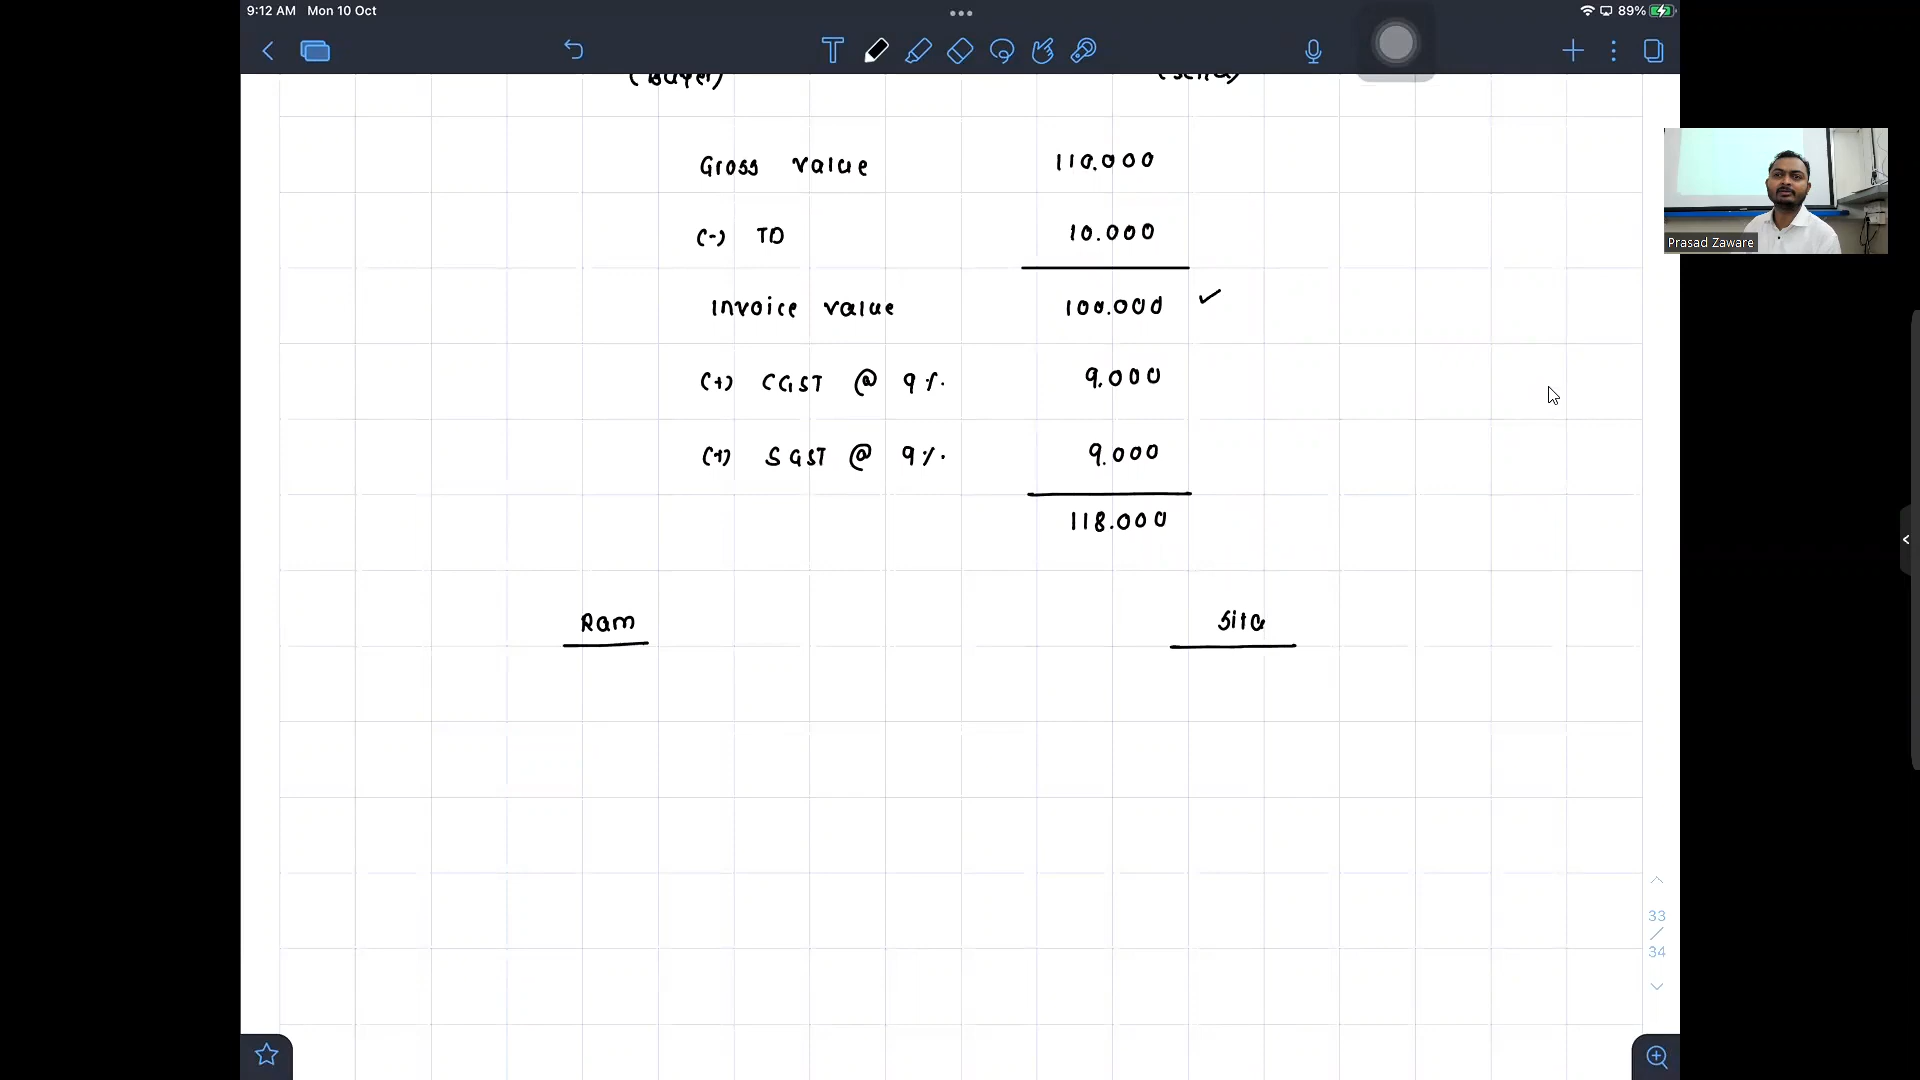 9:12 AM Mon 10 Oct
89%
Gross value 110.000
(-) TD 10.000
Invoice value 100.000 ✓
(+) CGST @ 9%. 9.000
(+) SGST @ 9%. 9.000
118.000
Ram Sita
Prasad Zaware
33
/
34